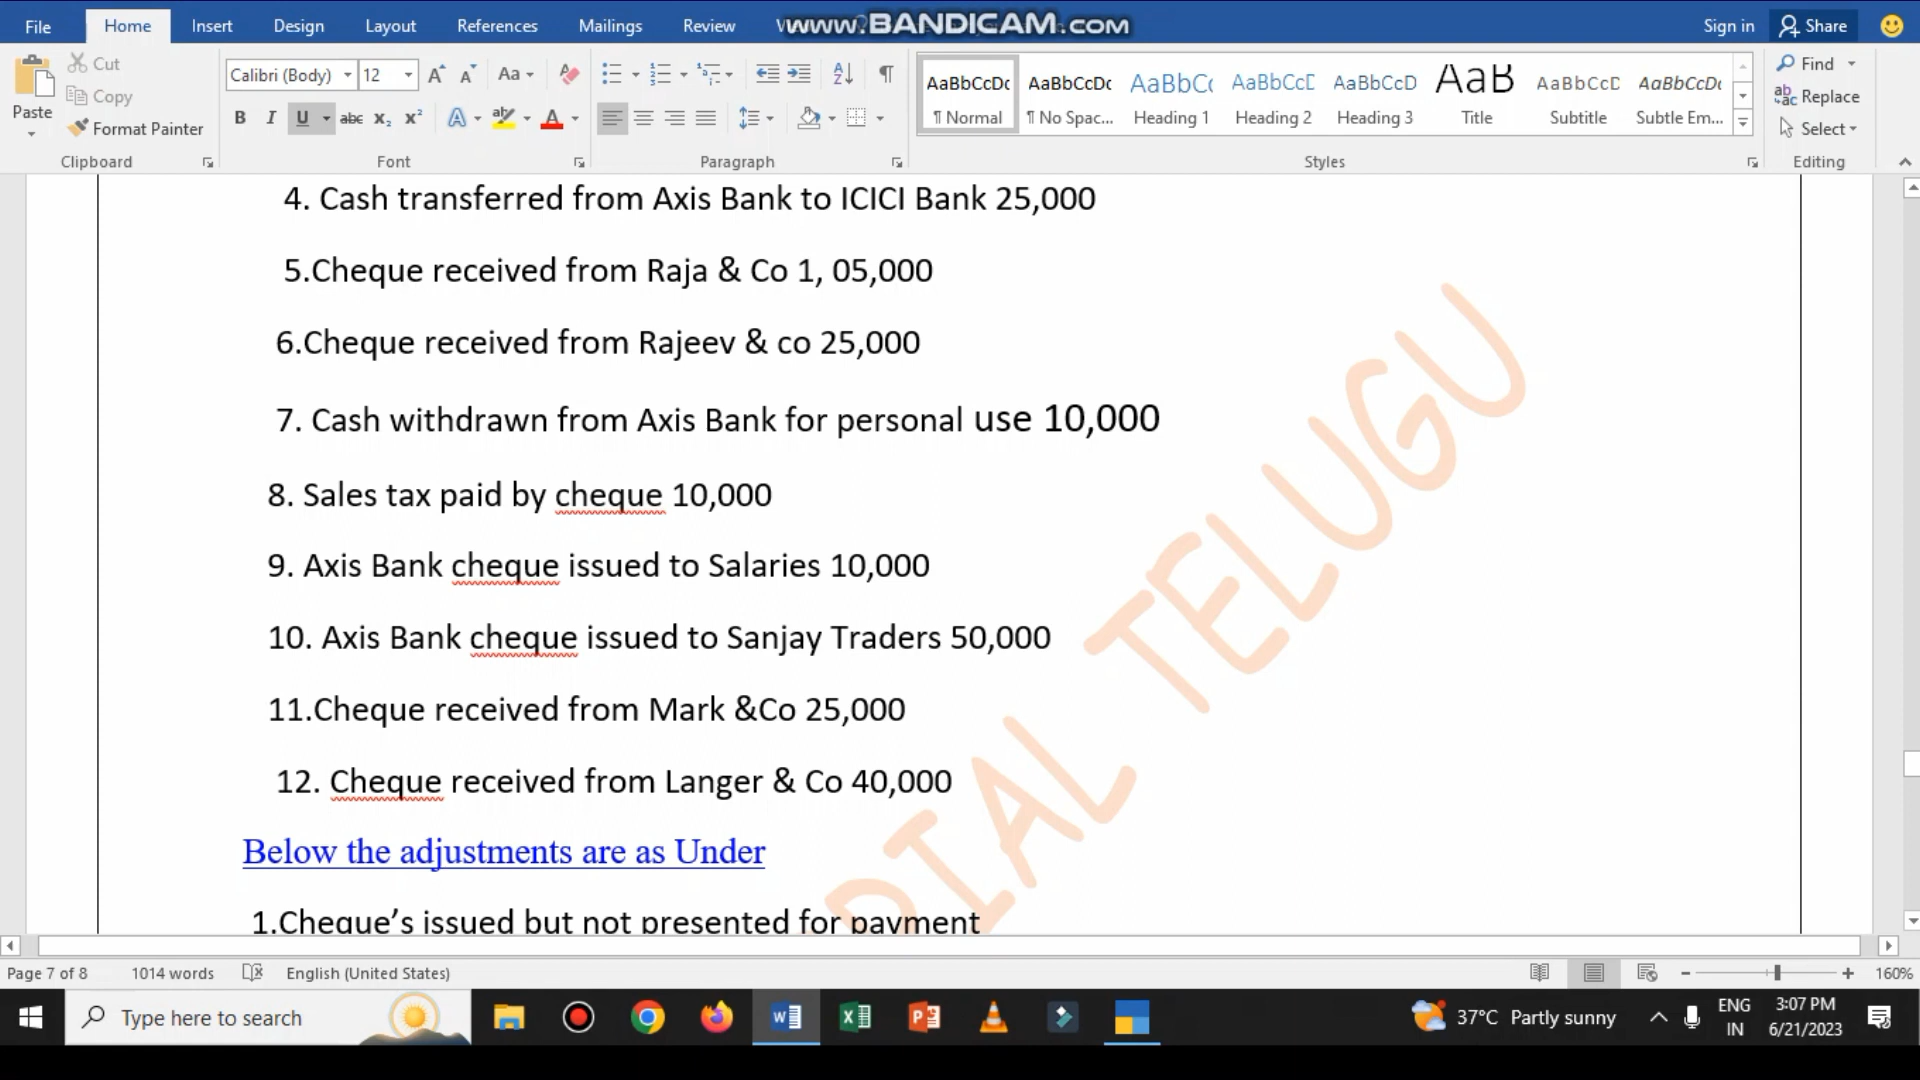 File Home Insert Design Layout References Mailings Review www.BANDICAM.com Sign in Share
Cut
Copy
Paste
Format Painter
Calibri (Body) 12
Aa
B I U abc X₂ X² A A
AaBbCcDc AaBbCcDc AaBbC AaBbCcD AaBbCcD AaB AaBbCcD AaBbCcDc
¶ Normal ¶ No Spac... Heading 1 Heading 2 Heading 3 Title Subtitle Subtle Em...
Find
Replace
Select
Clipboard Font Paragraph Styles Editing
4. Cash transferred from Axis Bank to ICICI Bank 25,000
5.Cheque received from Raja & Co 1, 05,000
6.Cheque received from Rajeev & co 25,000
7. Cash withdrawn from Axis Bank for personal use 10,000
8. Sales tax paid by cheque 10,000
9. Axis Bank cheque issued to Salaries 10,000
10. Axis Bank cheque issued to Sanjay Traders 50,000
11.Cheque received from Mark &Co 25,000
12. Cheque received from Langer & Co 40,000
Below the adjustments are as Under
1.Cheque’s issued but not presented for payment
DIAL TELUGU
Page 7 of 8 1014 words English (United States) 160%
Type here to search
37°C Partly sunny
ENG
IN
3:07 PM
6/21/2023